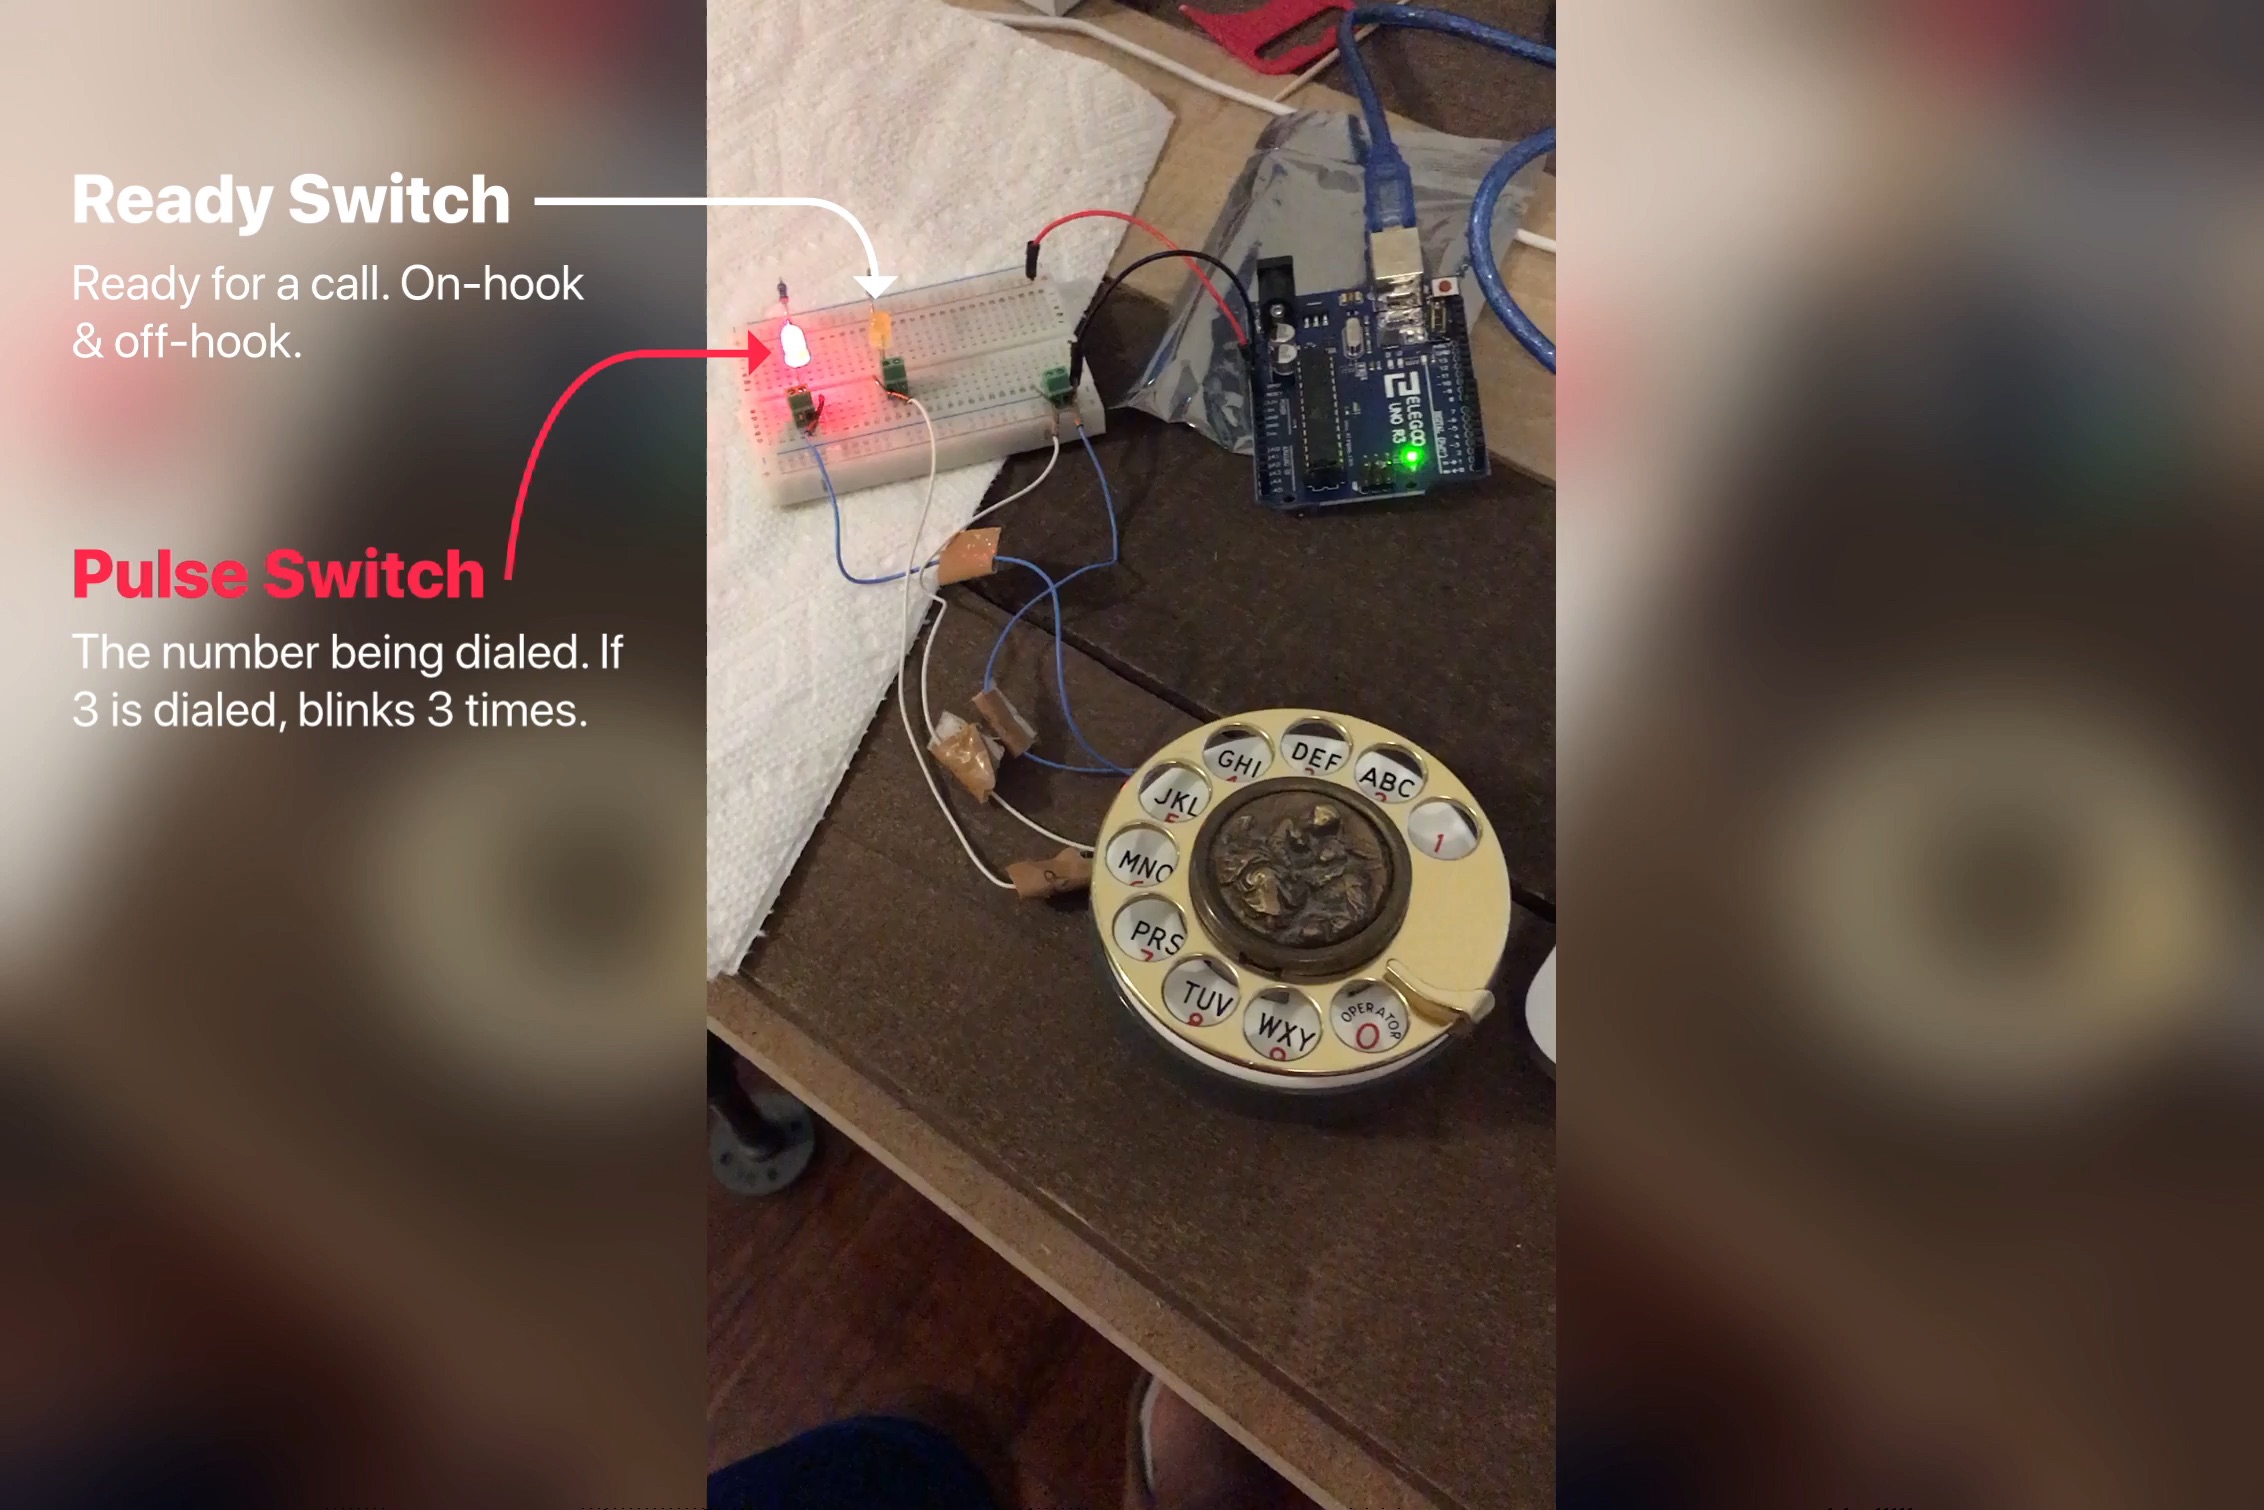 Ready Switch
Ready for a call. On-hook
& off-hook.
Pulse Switch
The number being dialed. If
3 is dialed, blinks 3 times.
ELEGOO
UNO R3
GHI
DEF
ABC
JKL
1
MNO
PRS
TUV
WXY
OPERATOR
0